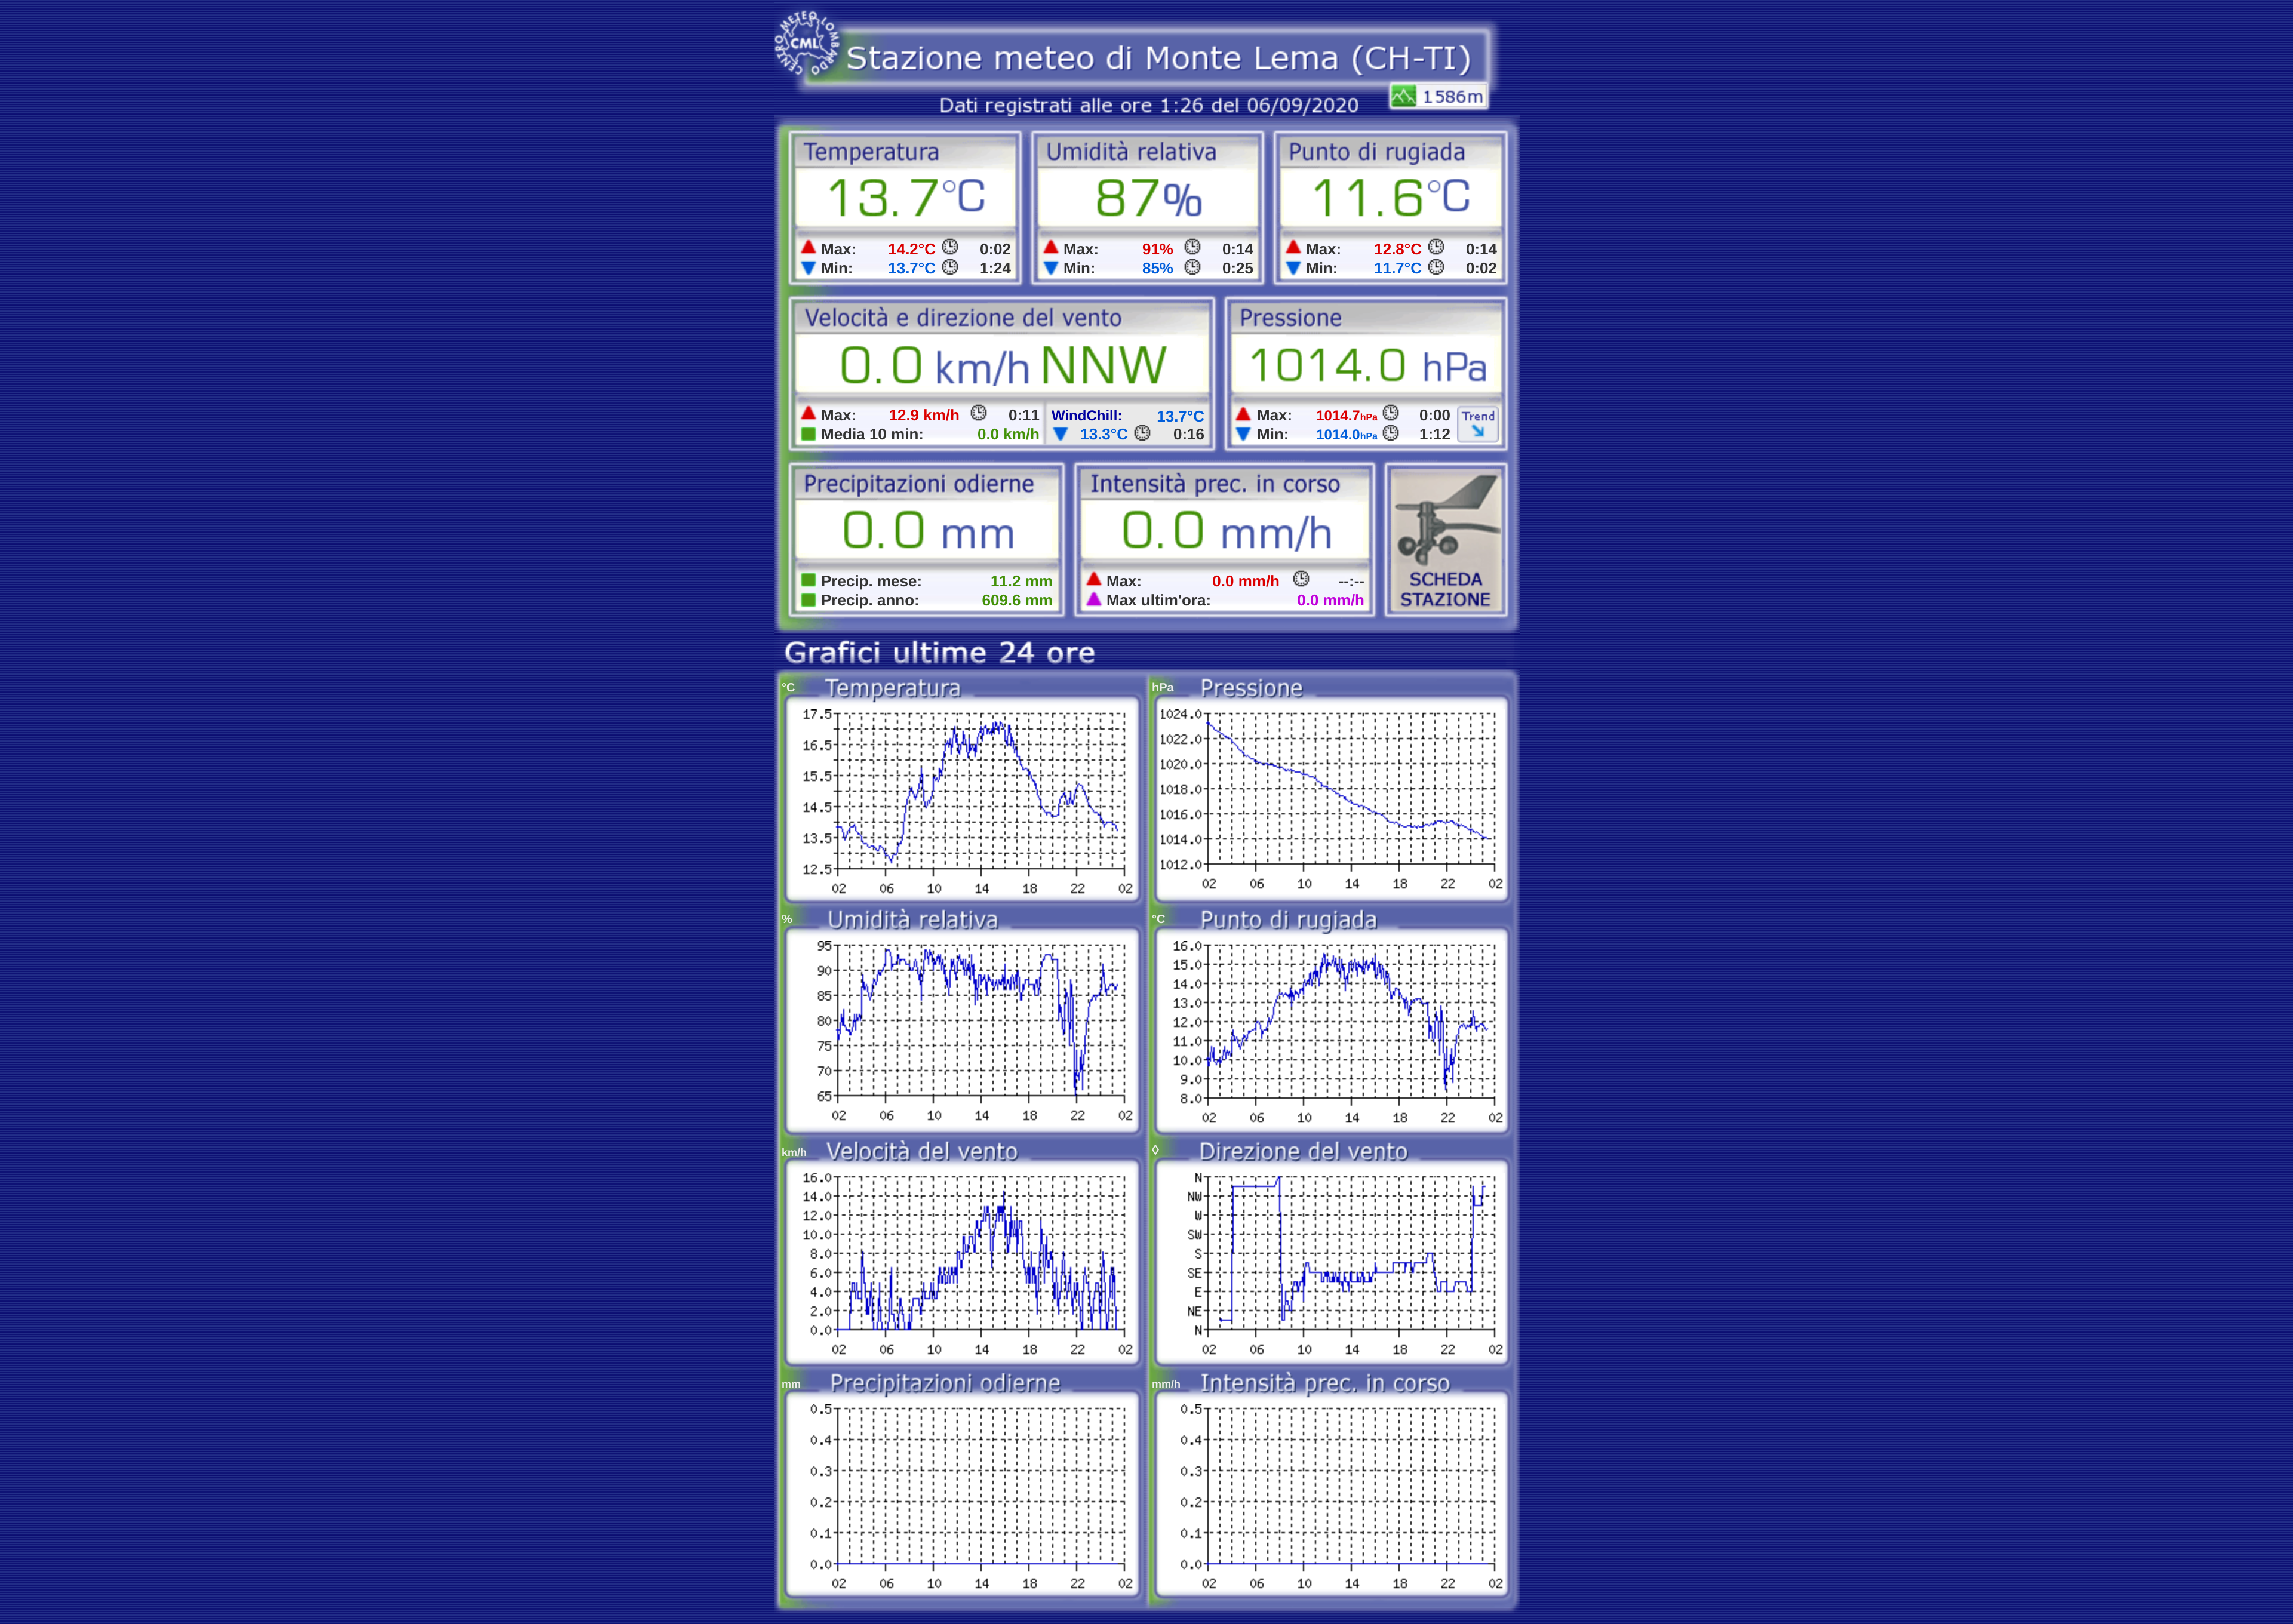 CENTRO METEO LOMBARDO
CML
Stazione meteo di Monte Lema (CH-TI)
1586m
Dati registrati alle ore 1:26 del 06/09/2020
Temperatura
13.7°C
Max: 14.2°C 0:02
Min: 13.7°C 1:24
Umidità relativa
87%
Max: 91% 0:14
Min: 85% 0:25
Punto di rugiada
11.6°C
Max: 12.8°C 0:14
Min: 11.7°C 0:02
Velocità e direzione del vento
0.0 km/h NNW
Max: 12.9 km/h 0:11
Media 10 min: 0.0 km/h
WindChill: 13.7°C
13.3°C 0:16
Pressione
1014.0 hPa
Max: 1014.7hPa 0:00
Min: 1014.0hPa 1:12
Trend
Precipitazioni odierne
0.0 mm
Precip. mese: 11.2 mm
Precip. anno: 609.6 mm
Intensità prec. in corso
0.0 mm/h
Max: 0.0 mm/h --:--
Max ultim'ora: 0.0 mm/h
SCHEDA
STAZIONE
Grafici ultime 24 ore
°C Temperatura
17.5
16.5
15.5
14.5
13.5
12.5
02 06 10 14 18 22 02
hPa Pressione
1024.0
1022.0
1020.0
1018.0
1016.0
1014.0
1012.0
02 06 10 14 18 22 02
% Umidità relativa
95
90
85
80
75
70
65
02 06 10 14 18 22 02
°C Punto di rugiada
16.0
15.0
14.0
13.0
12.0
11.0
10.0
9.0
8.0
02 06 10 14 18 22 02
km/h Velocità del vento
16.0
14.0
12.0
10.0
8.0
6.0
4.0
2.0
0.0
02 06 10 14 18 22 02
◊ Direzione del vento
N
NW
W
SW
S
SE
E
NE
N
02 06 10 14 18 22 02
mm Precipitazioni odierne
0.5
0.4
0.3
0.2
0.1
0.0
02 06 10 14 18 22 02
mm/h Intensità prec. in corso
0.5
0.4
0.3
0.2
0.1
0.0
02 06 10 14 18 22 02